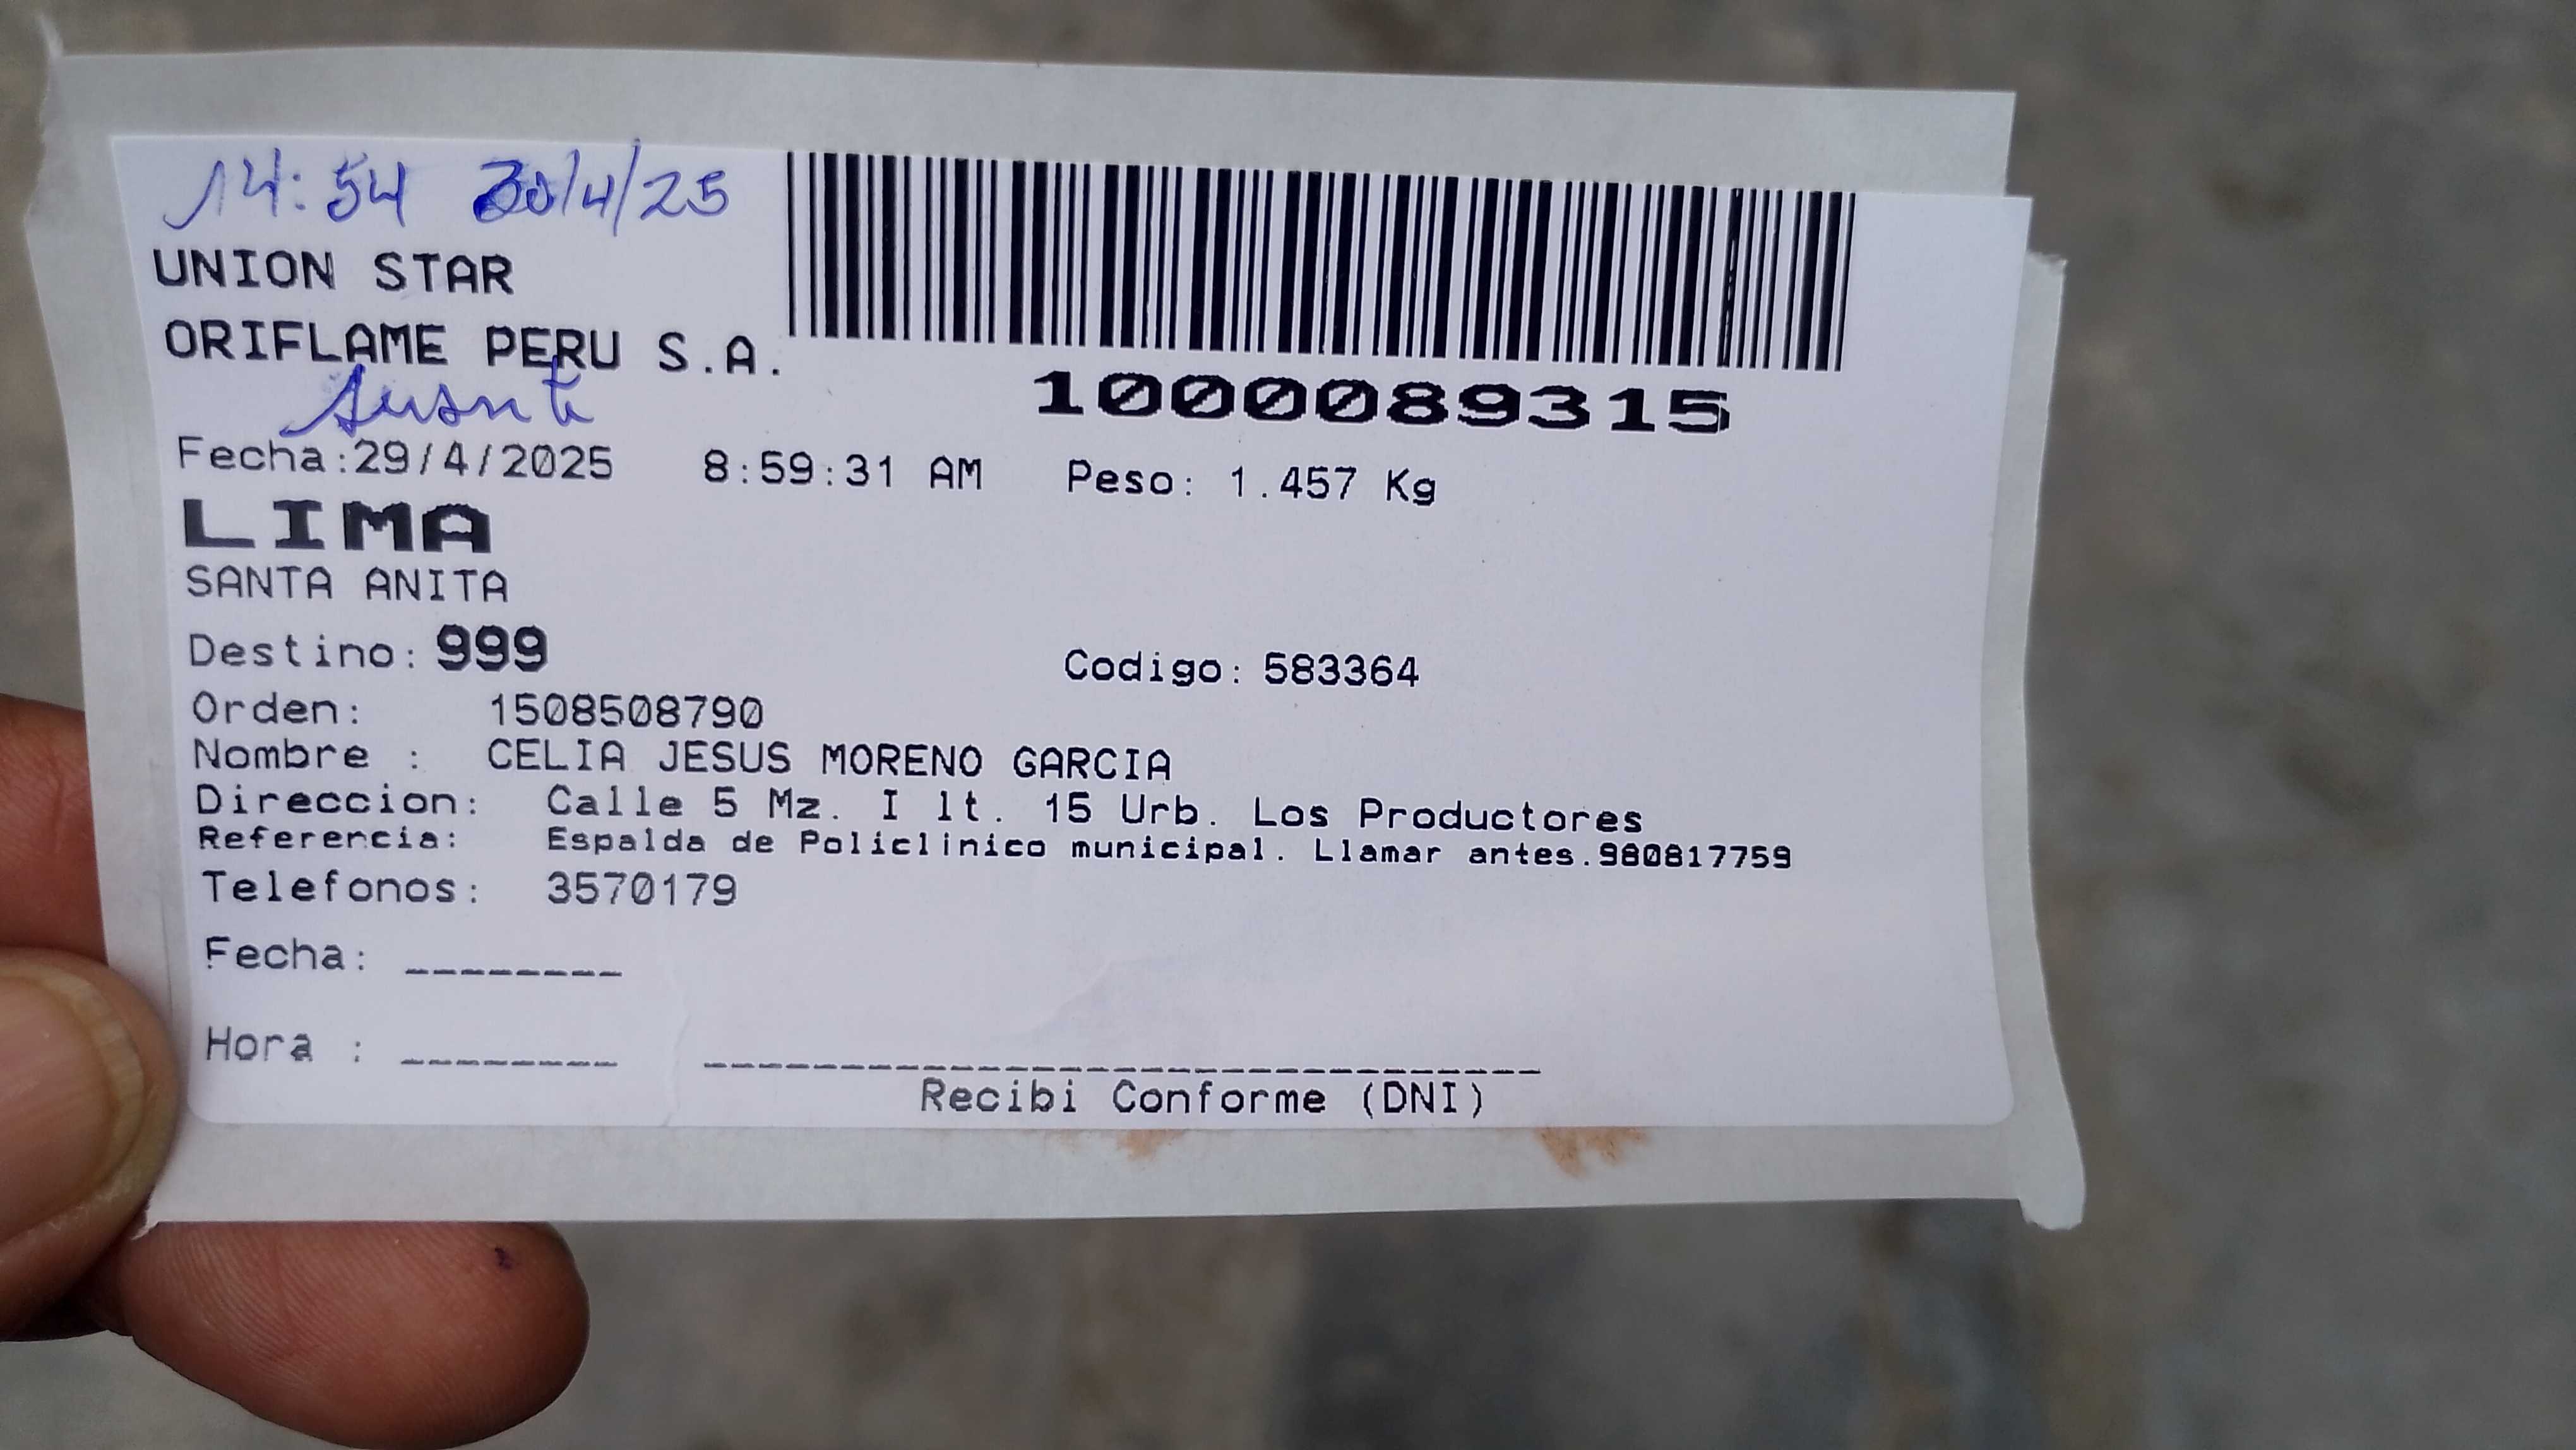 14:54 30/4/25
UNION STAR
ORIFLAME PERU S.A.
1000089315
Fecha:29/4/2025 8:59:31 AM Peso: 1.457 Kg
LIMA
SANTA ANITA
Destino: 999 Codigo: 583364
Orden: 1508508790
Nombre : CELIA JESUS MORENO GARCIA
Direccion: Calle 5 Mz. I lt. 15 Urb. Los Productores
Referencia: Espalda de Policlinico municipal. Llamar antes.980817759
Telefonos: 3570179
Fecha: _________
Hora : _________
Recibi Conforme (DNI)